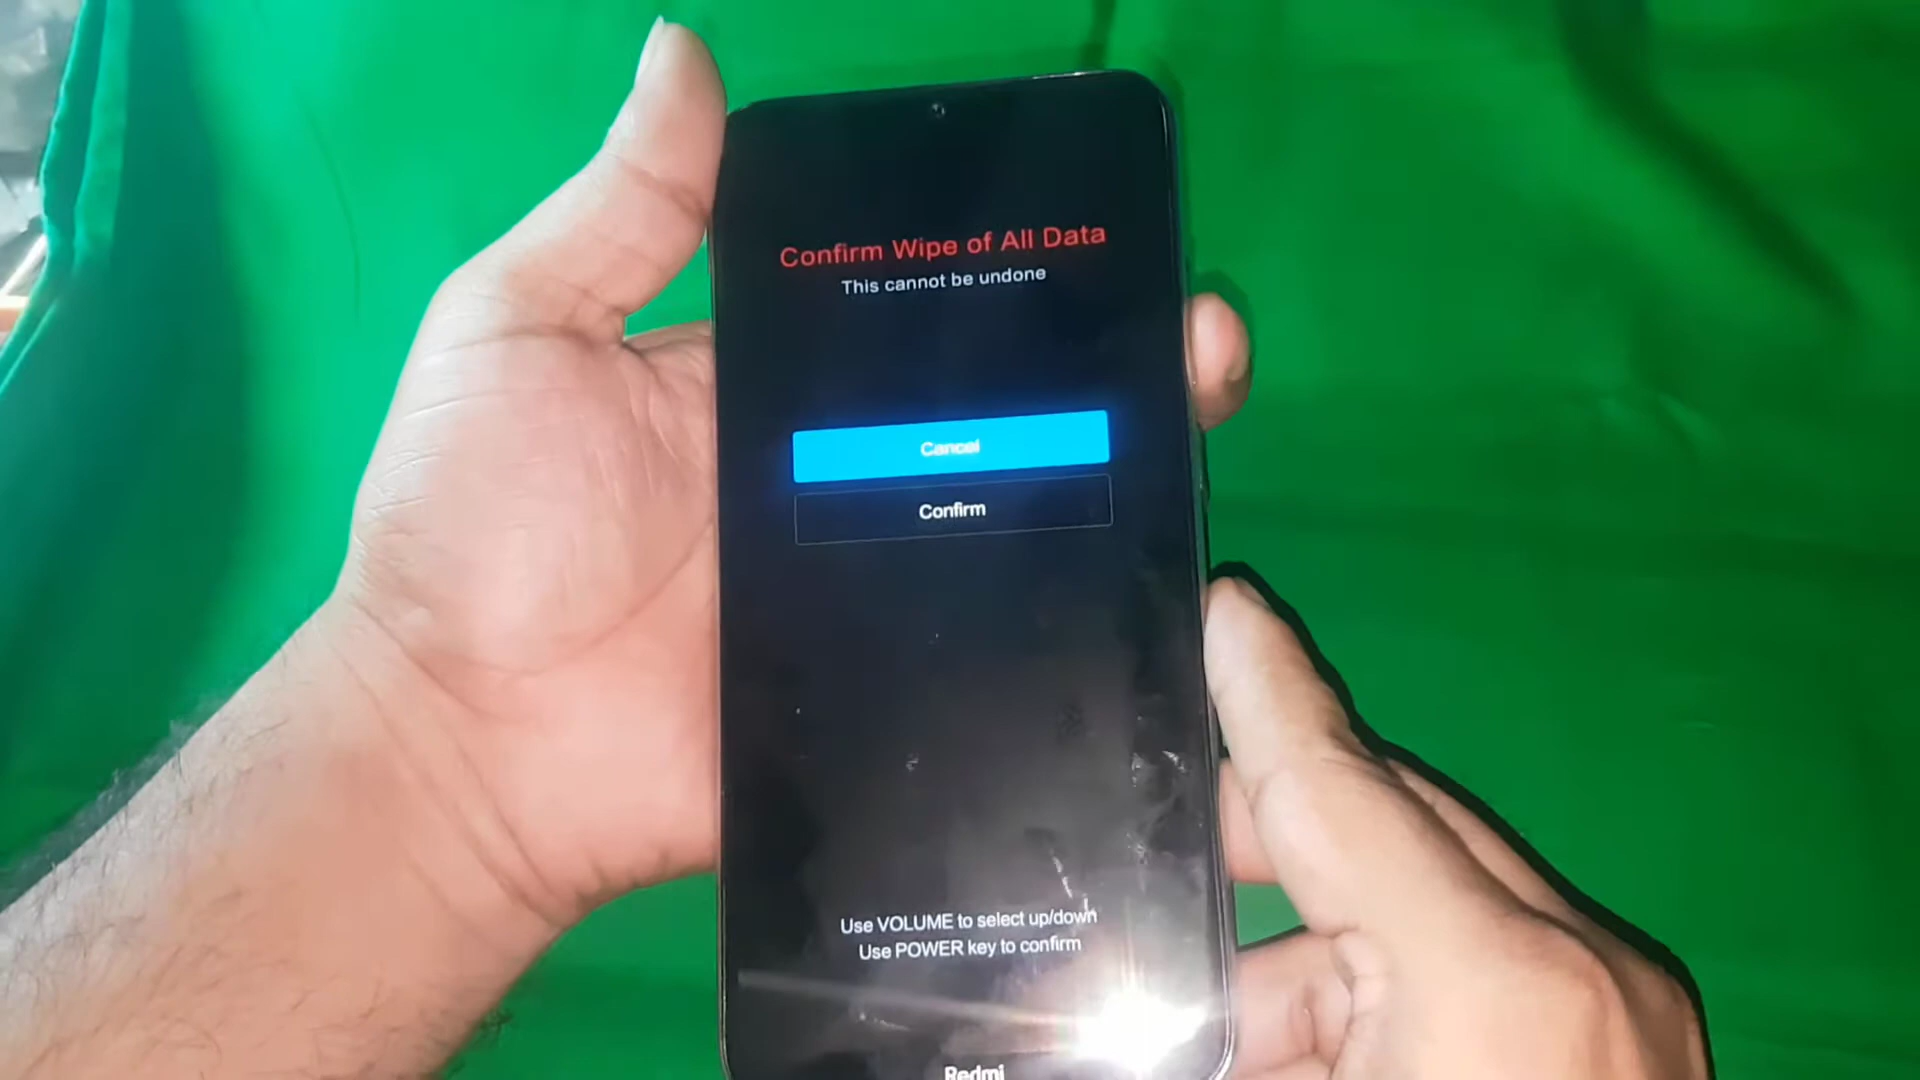 Confirm Wipe of All Data
This cannot be undone
Cancel
Confirm
Use VOLUME to select up/down
Use POWER key to confirm
Redmi